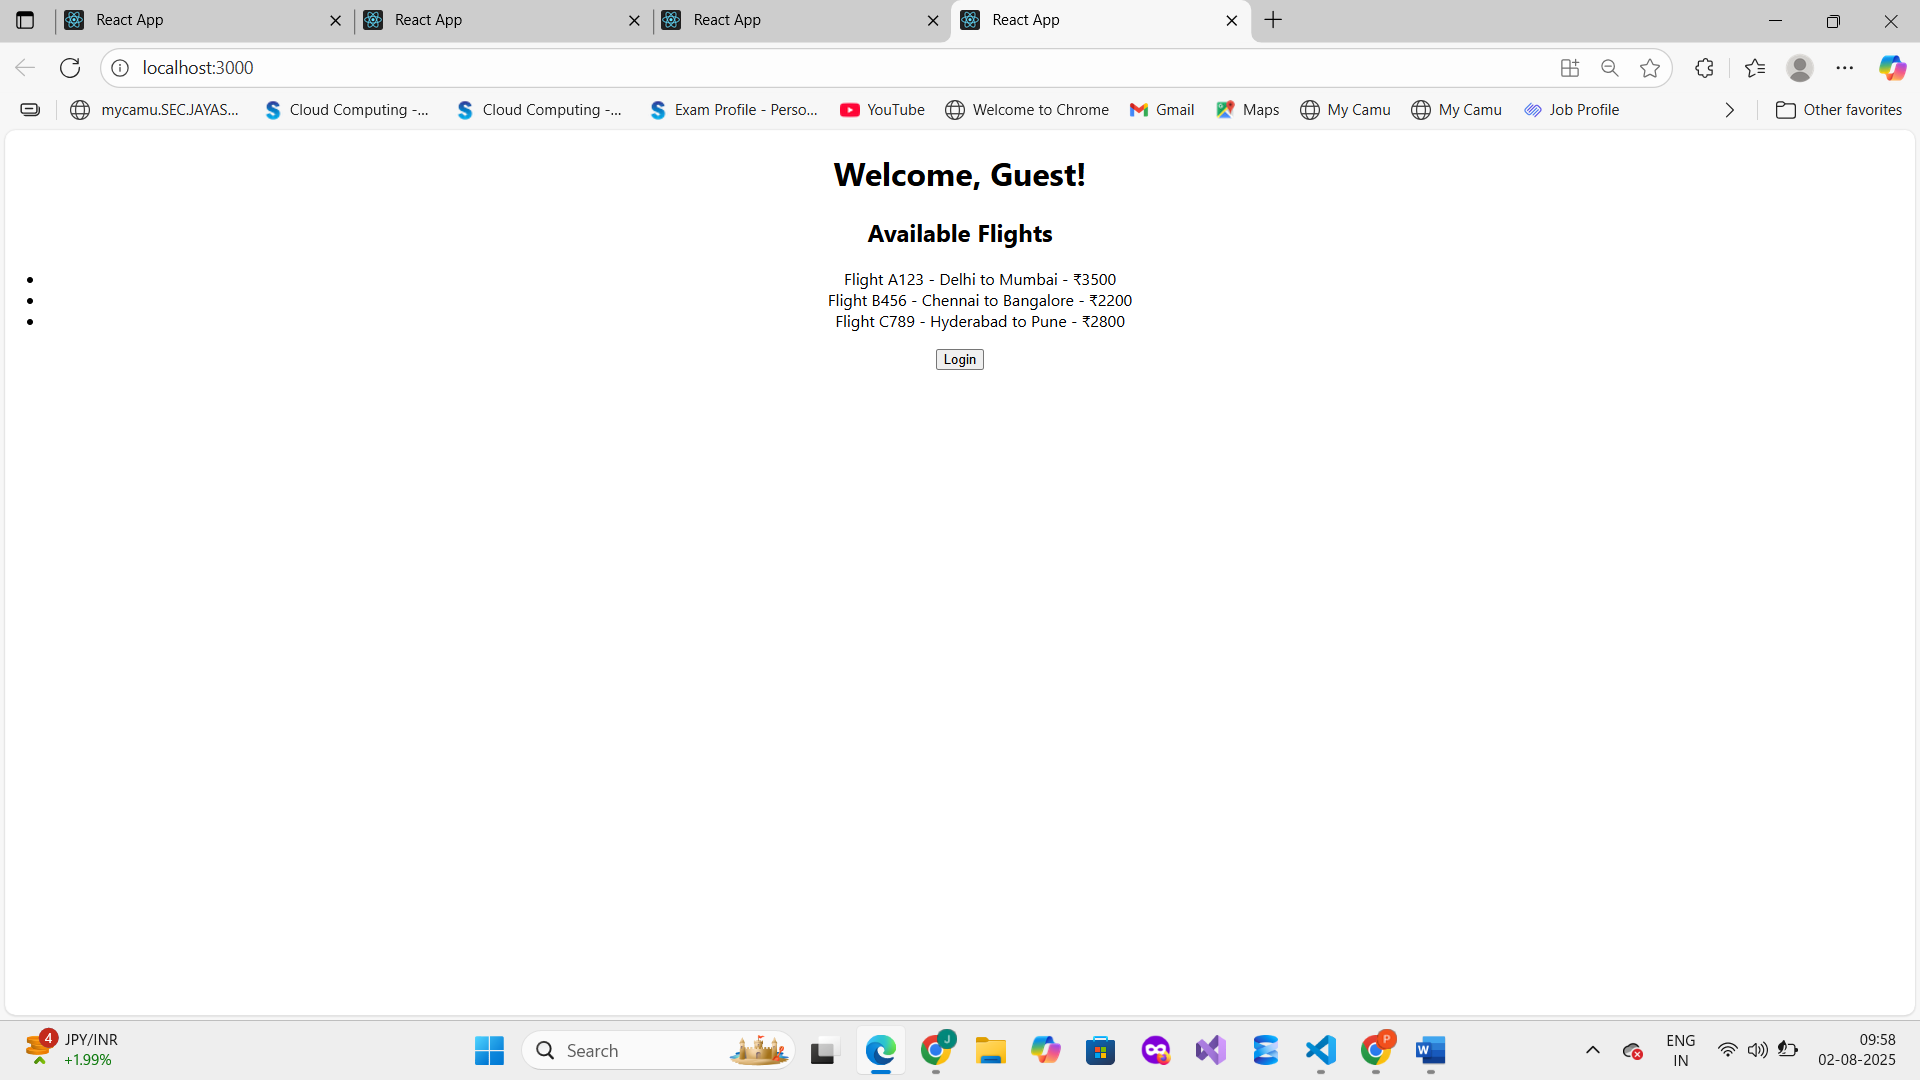 React App
React App
React App
React App
localhost:3000
mycamu.SEC.JAYAS...
Cloud Computing -...
Cloud Computing -...
Exam Profile - Perso...
YouTube
Welcome to Chrome
Gmail
Maps
My Camu
My Camu
Job Profile
Other favorites
Welcome, Guest!
Available Flights
Flight A123 - Delhi to Mumbai - ₹3500
Flight B456 - Chennai to Bangalore - ₹2200
Flight C789 - Hyderabad to Pune - ₹2800
Login
4
JPY/INR
+1.99%
Search
J
P
ENG
IN
09:58
02-08-2025